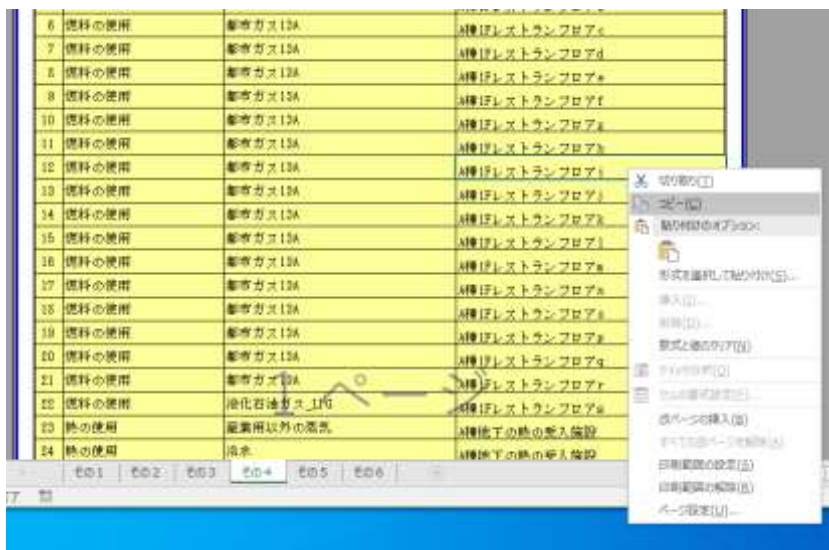 6 燃料の使用 都市ガス13A A棟1Fレストランフロアc
7 燃料の使用 都市ガス13A A棟1Fレストランフロアd
8 燃料の使用 都市ガス13A A棟1Fレストランフロアe
9 燃料の使用 都市ガス13A A棟1Fレストランフロアf
10 燃料の使用 都市ガス13A A棟1Fレストランフロアg
11 燃料の使用 都市ガス13A A棟1Fレストランフロアh
12 燃料の使用 都市ガス13A A棟1Fレストランフロアi
13 燃料の使用 都市ガス13A A棟1Fレストランフロアj
14 燃料の使用 都市ガス13A A棟1Fレストランフロアk
15 燃料の使用 都市ガス13A A棟1Fレストランフロアl
16 燃料の使用 都市ガス13A A棟1Fレストランフロアm
17 燃料の使用 都市ガス13A A棟1Fレストランフロアn
18 燃料の使用 都市ガス13A A棟1Fレストランフロアo
19 燃料の使用 都市ガス13A A棟1Fレストランフロアp
20 燃料の使用 都市ガス13A A棟1Fレストランフロアq
21 燃料の使用 都市ガス13A A棟1Fレストランフロアr
22 燃料の使用 液化石油ガス_LPG A棟1Fレストランフロアs
23 熱の使用 産業用以外の蒸気 A棟地下の熱の受入施設
24 熱の使用 冷水 A棟地下の熱の受入施設
1 ページ
切り取り(T)
コピー(C)
貼り付けのオプション:
形式を選択して貼り付け(S)...
挿入(I)...
削除(D)...
数式と値のクリア(N)
クイック分析(Q)
セルの書式設定(F)...
改ページの挿入(B)
すべての改ページを解除(A)
印刷範囲の設定(S)
印刷範囲の解除(R)
ページ設定(U)...
その1 その2 その3 その4 その5 その6